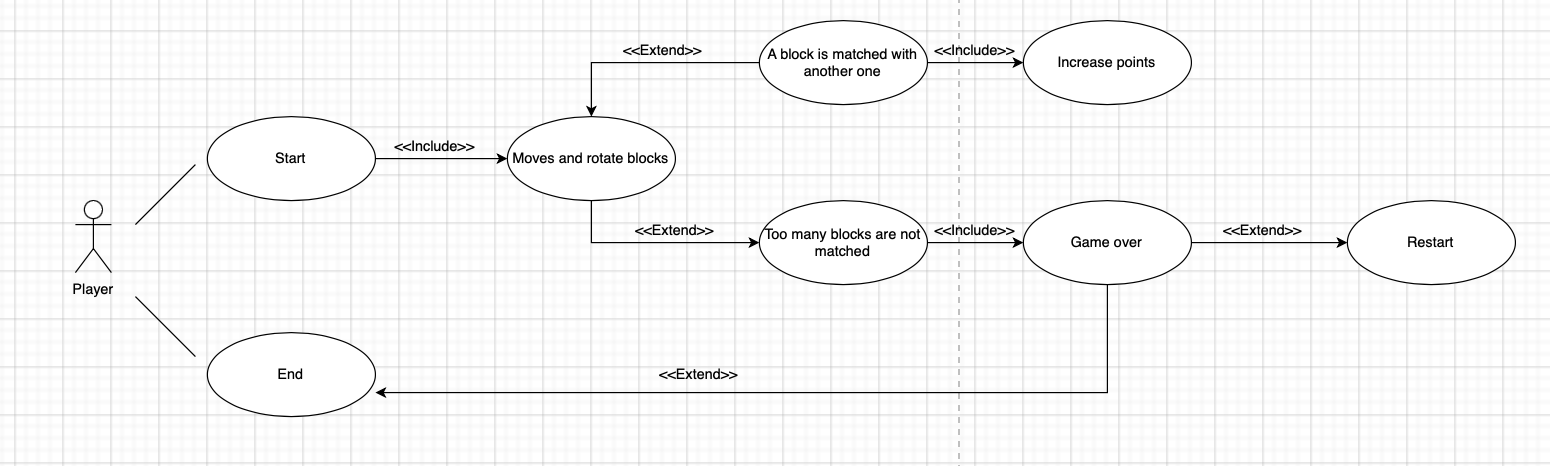 <<Extend>>
A block is matched with
another one
<<Include>>
Increase points
Start
<<Include>>
Moves and rotate blocks
Player
<<Extend>>
Too many blocks are not
matched
<<Include>>
Game over
<<Extend>>
Restart
End
<<Extend>>